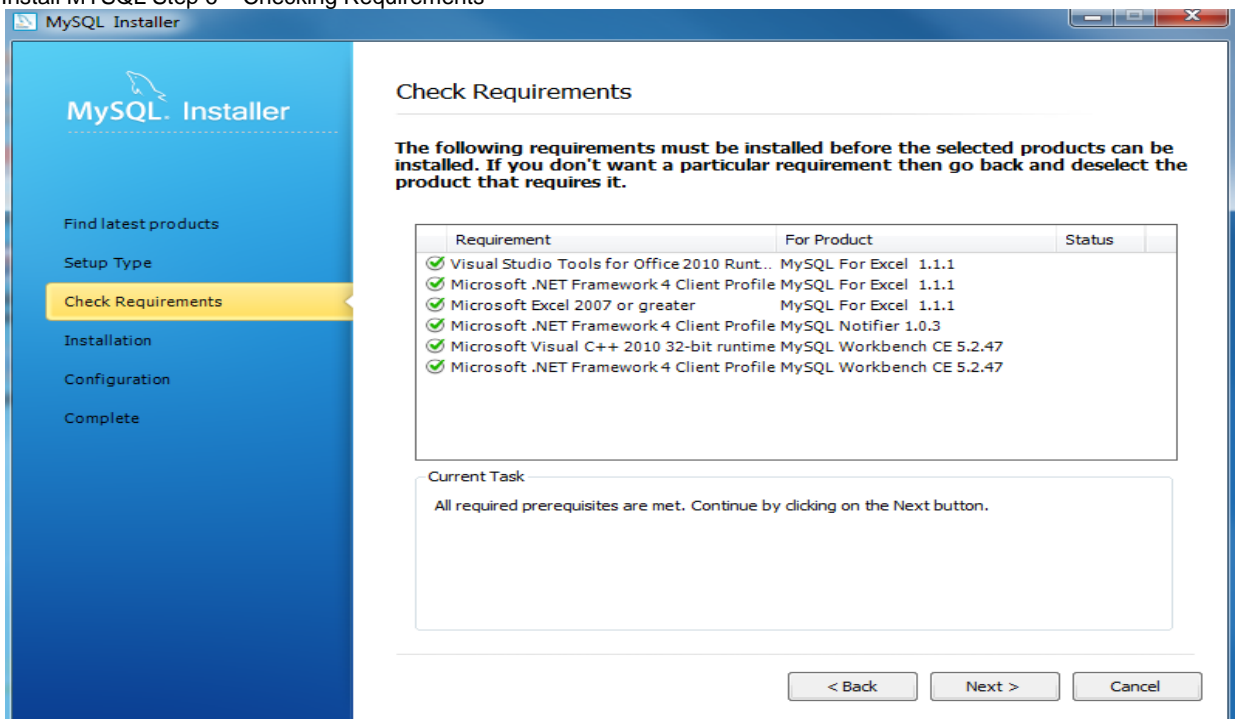 Install MYSQL Step 8 – Checking Requirements
MySQL Installer
MySQL. Installer
Find latest products
Setup Type
Check Requirements
Installation
Configuration
Complete
Check Requirements
The following requirements must be installed before the selected products can be
installed. If you don't want a particular requirement then go back and deselect the
product that requires it.
Requirement For Product Status
Visual Studio Tools for Office 2010 Runt... MySQL For Excel 1.1.1
Microsoft .NET Framework 4 Client Profile MySQL For Excel 1.1.1
Microsoft Excel 2007 or greater MySQL For Excel 1.1.1
Microsoft .NET Framework 4 Client Profile MySQL Notifier 1.0.3
Microsoft Visual C++ 2010 32-bit runtime MySQL Workbench CE 5.2.47
Microsoft .NET Framework 4 Client Profile MySQL Workbench CE 5.2.47
Current Task
All required prerequisites are met. Continue by clicking on the Next button.
< Back Next > Cancel